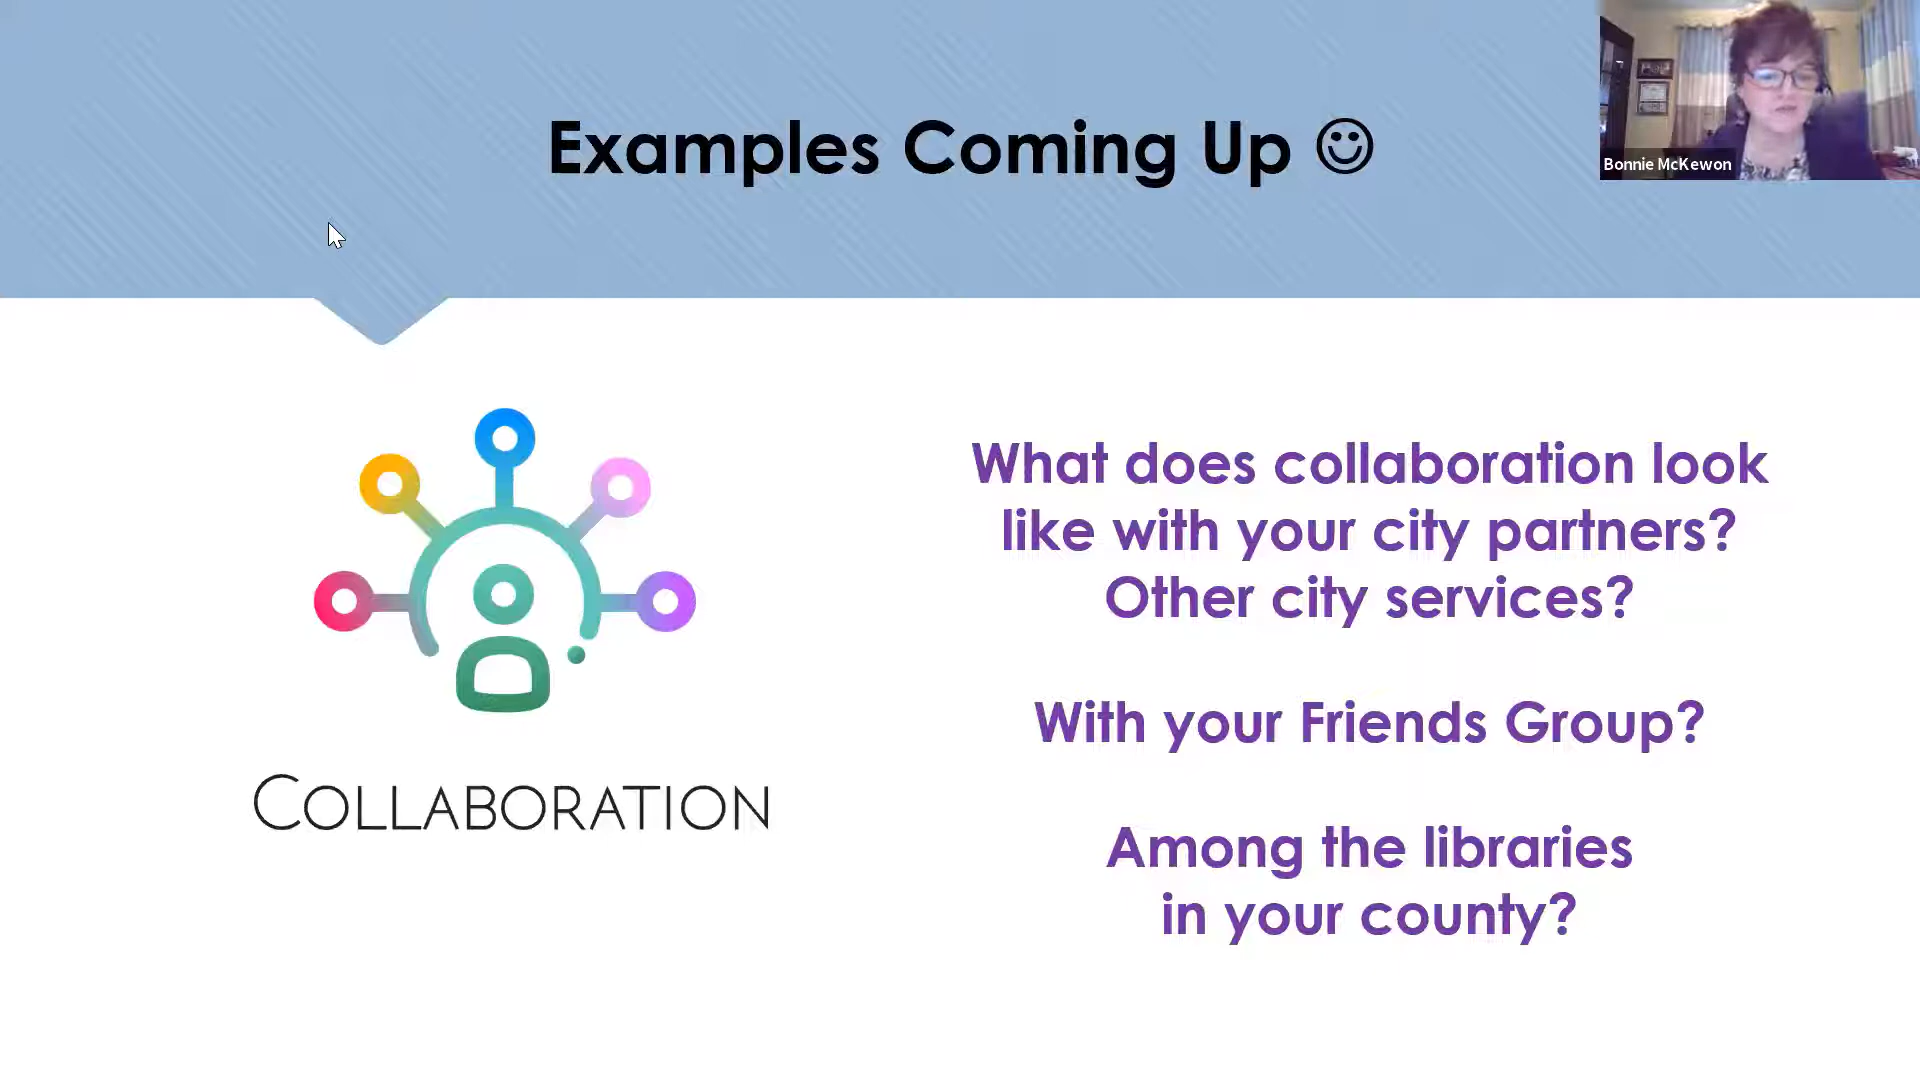 Examples Coming Up ☺
Bonnie McKewon
What does collaboration look
like with your city partners?
Other city services?
With your Friends Group?
Among the libraries
in your county?
COLLABORATION